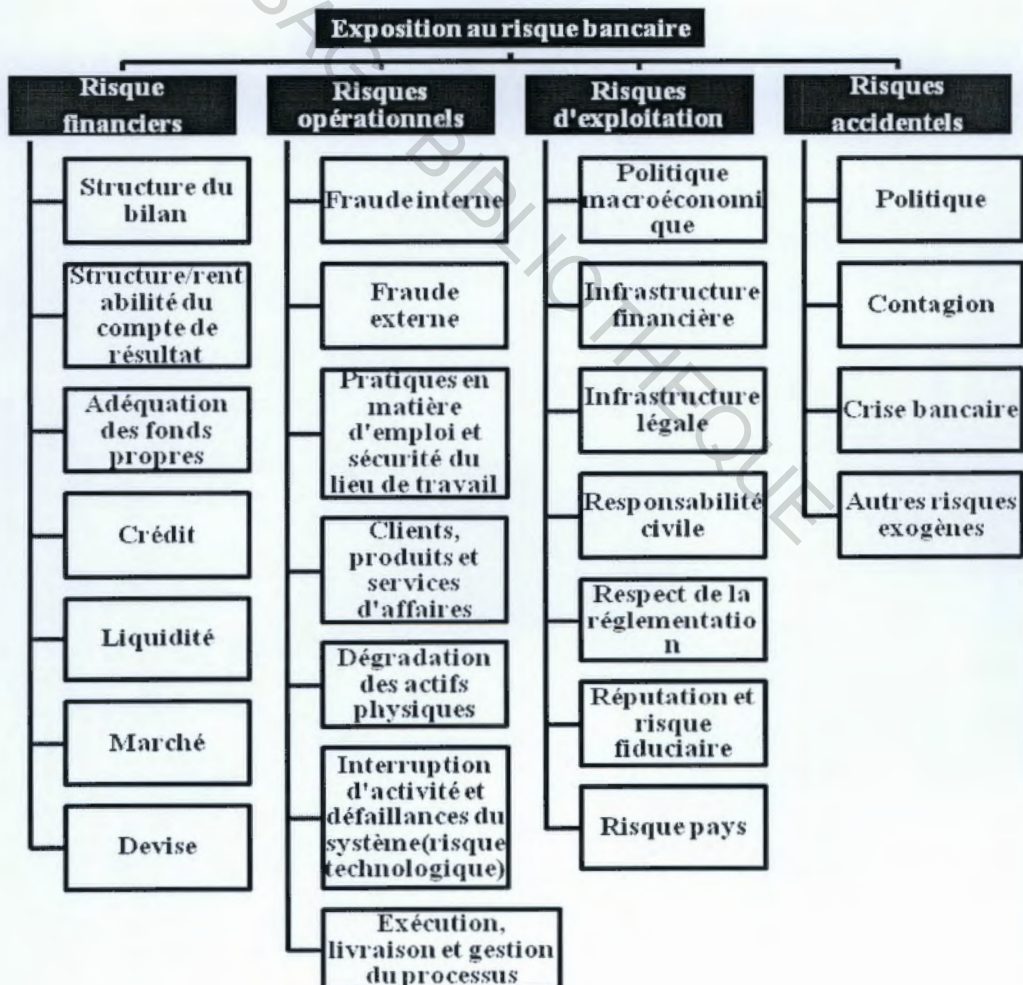 Exposition au risque bancaire
Risque
financiers
Structure du
bilan
Structure/rent
abilité du
compte de
résultat
Adéquation
des fonds
propres
Crédit
Liquidité
Marché
Devise
Risques
opérationnels
Fraude interne
Fraude
externe
Pratiques en
matière
d'emploi et
sécurité du
lieu de travail
Clients,
produits et
services
d'affaires
Dégradation
des actifs
physiques
Interruption
d'activité et
défaillances du
système(risque
technologique)
Exécution,
livraison et gestion
du processus
Risques
d'exploitation
Politique
macroéconomi
que
Infrastructure
financière
Infrastructure
légale
Responsabilité
civile
Respect de la
réglementatio
n
Réputation et
risque
fiduciaire
Risque pays
Risques
accidentels
Politique
Contagion
Crise bancaire
Autres risques
exogènes
BIBLIOTHEQUE